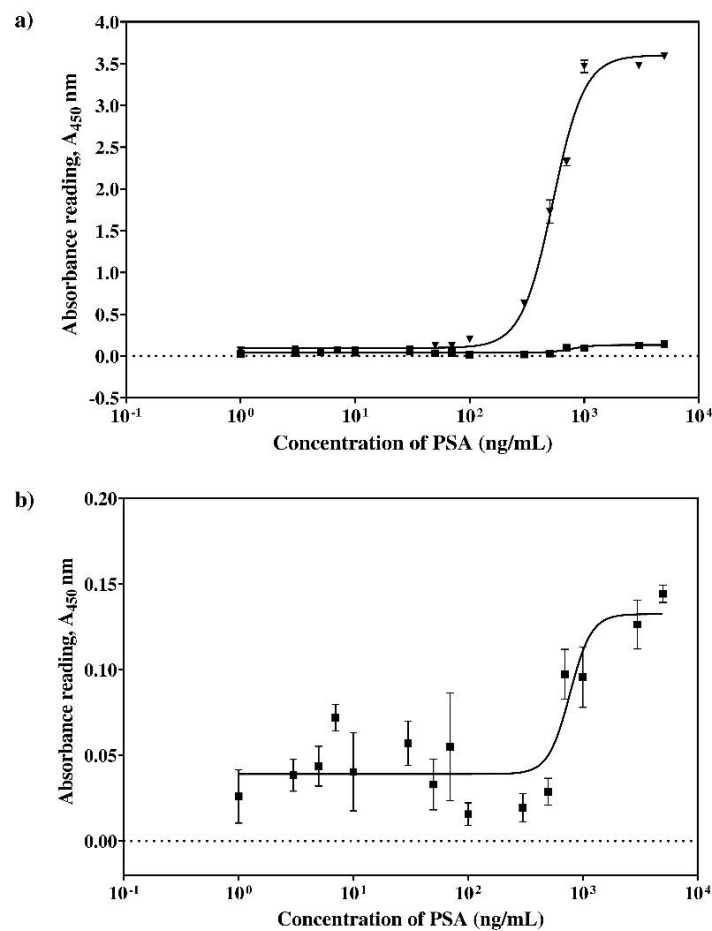 a)
4.0
3.5
3.0
2.5
2.0
1.5
1.0
0.5
0.0
-0.5
Absorbance reading, A450 nm
10-1 100 101 102 103 104
Concentration of PSA (ng/mL)
b)
0.20
0.15
0.10
0.05
0.00
Absorbance reading, A450 nm
10-1 100 101 102 103 104
Concentration of PSA (ng/mL)